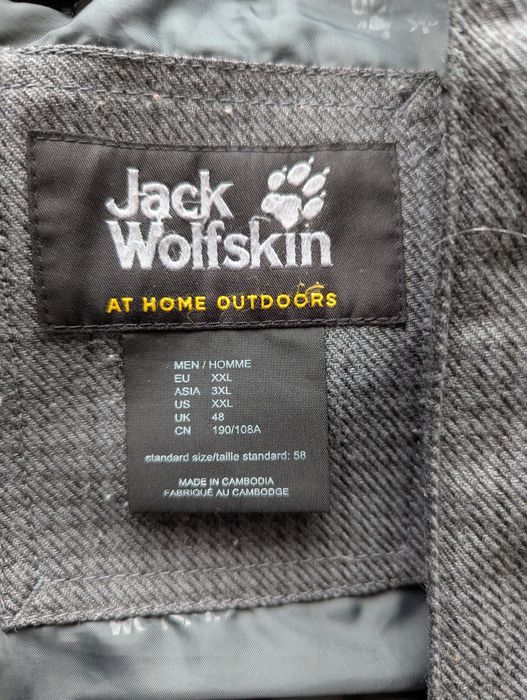 Jack
Wolfskin
AT HOME OUTDOORS
MEN / HOMME
EU XXL
ASIA 3XL
US XXL
UK 48
CN 190/108A
standard size/taille standard: 58
MADE IN CAMBODIA
FABRIQUÉ AU CAMBODGE